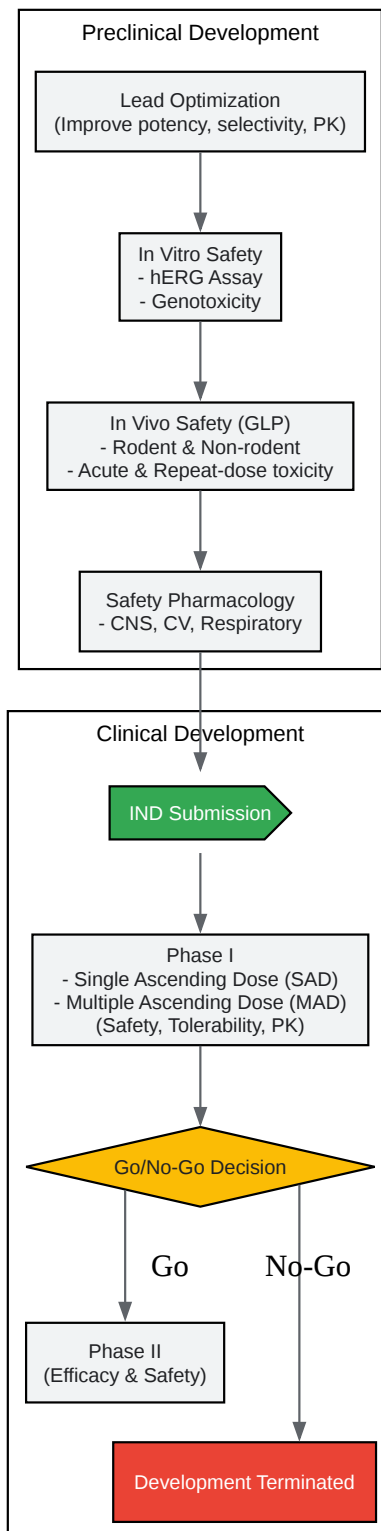 Preclinical Development
Lead Optimization
(Improve potency, selectivity, PK)
In Vitro Safety
- hERG Assay
- Genotoxicity
In Vivo Safety (GLP)
- Rodent & Non-rodent
- Acute & Repeat-dose toxicity
Safety Pharmacology
- CNS, CV, Respiratory
Clinical Development
IND Submission
Phase I
- Single Ascending Dose (SAD)
- Multiple Ascending Dose (MAD)
(Safety, Tolerability, PK)
Go/No-Go Decision
Go
No-Go
Phase II
(Efficacy & Safety)
Development Terminated